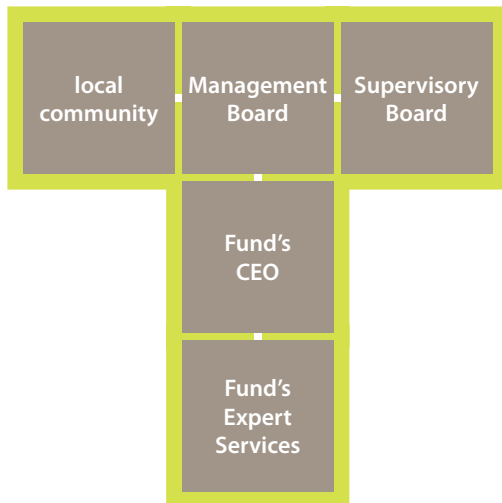 local
community
Management
Board
Supervisory
Board
Fund’s
CEO
Fund’s
Expert
Services